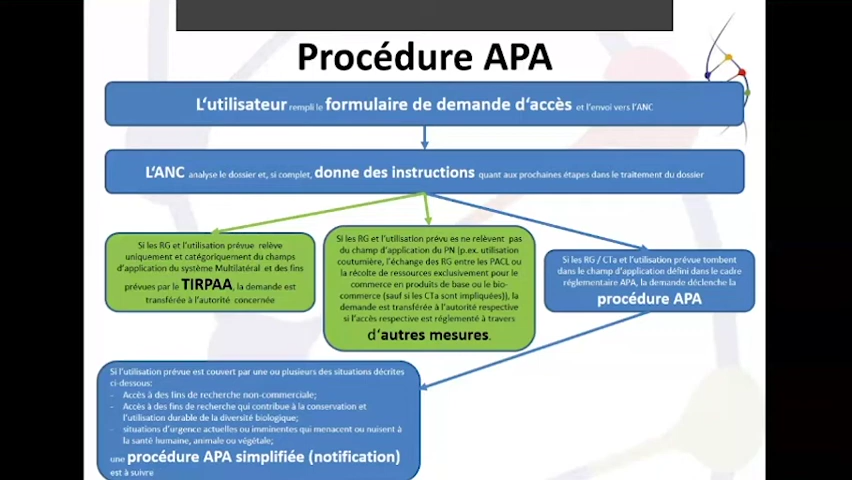 Procédure APA
L'utilisateur rempli le formulaire de demande d'accès et l'envoi vers l'ANC
L'ANC analyse le dossier et, si complet, donne des instructions quant aux prochaines étapes dans le traitement du dossier
Si les RG et l'utilisation prévue relève
uniquement et catégoriquement du champs
d'application du système Multilatéral et des fins
prévues par le TIRPAA, la demande est
transférée à l'autorité concernée
Si les RG et l'utilisation prévu es ne relèvent pas
du champ d'application du PN (p.ex. utilisation
coutumière, l'échange des RG entre les PACL ou
la récolte de ressources exclusivement pour le
commerce en produits de base ou le bio-
commerce (sauf si les CTa sont impliquées)), la
demande est transférée à l'autorité respective
si l'accès respective est réglementé à travers
d'autres mesures.
Si les RG / CTa et l'utilisation prévue tombent
dans le champ d'application défini dans le cadre
réglementaire APA, la demande déclenche la
procédure APA
Si l'utilisation prévue est couvert par une ou plusieurs des situations décrites
ci-dessous:
- Accès à des fins de recherche non-commerciale;
- Accès à des fins de recherche qui contribue à la conservation et
l'utilisation durable de la diversité biologique;
- situations d'urgence actuelles ou imminentes qui menacent ou nuisent à
la santé humaine, animale ou végétale;
une procédure APA simplifiée (notification)
est à suivre